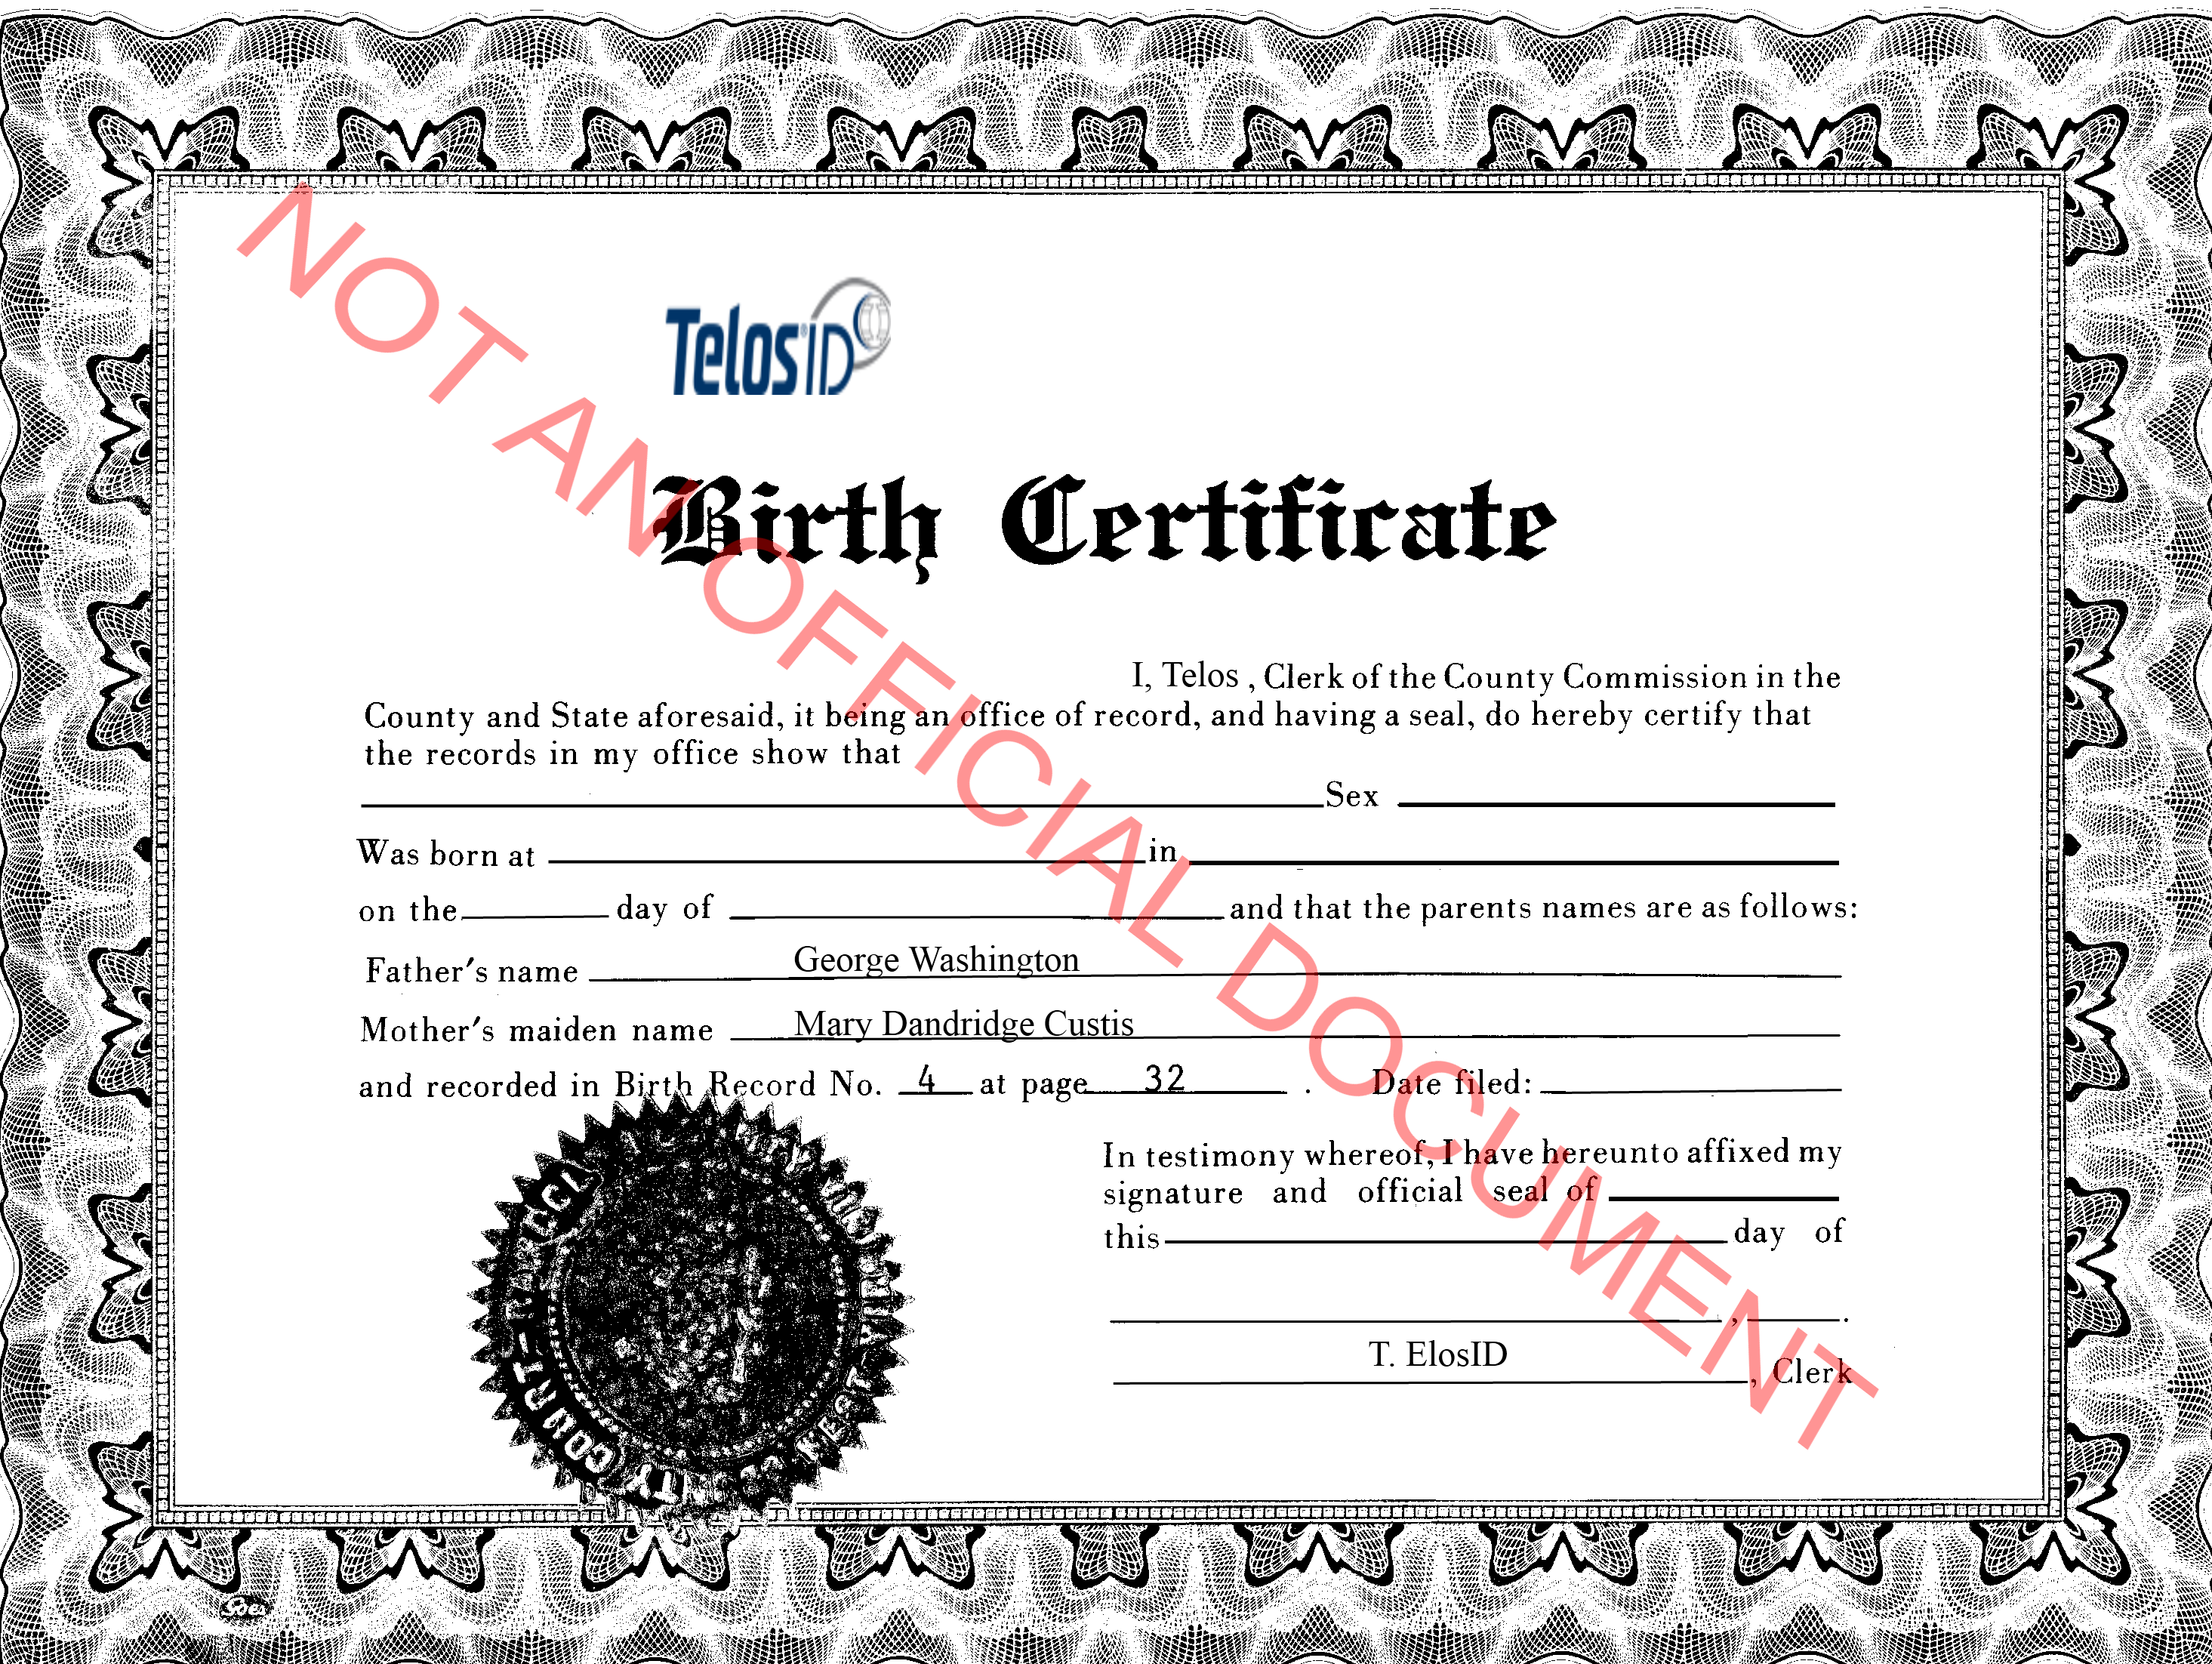 TelosID
Birth Certificate
I, Telos , Clerk of the County Commission in the
County and State aforesaid, it being an office of record, and having a seal, do hereby certify that
the records in my office show that
Sex
Was born at in
on the day of and that the parents names are as follows:
Father's name George Washington
Mother's maiden name Mary Dandridge Custis
and recorded in Birth Record No. 4 at page 32 . Date filed:
In testimony whereof, I have hereunto affixed my
signature and official seal of
this day of
, .
T. ElosID
, Clerk
NOT AN OFFICIAL DOCUMENT
Goes